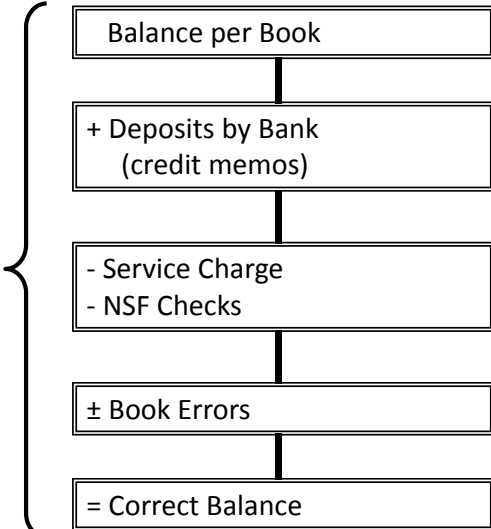 Balance per Book
+ Deposits by Bank
(credit memos)
- Service Charge
- NSF Checks
± Book Errors
= Correct Balance